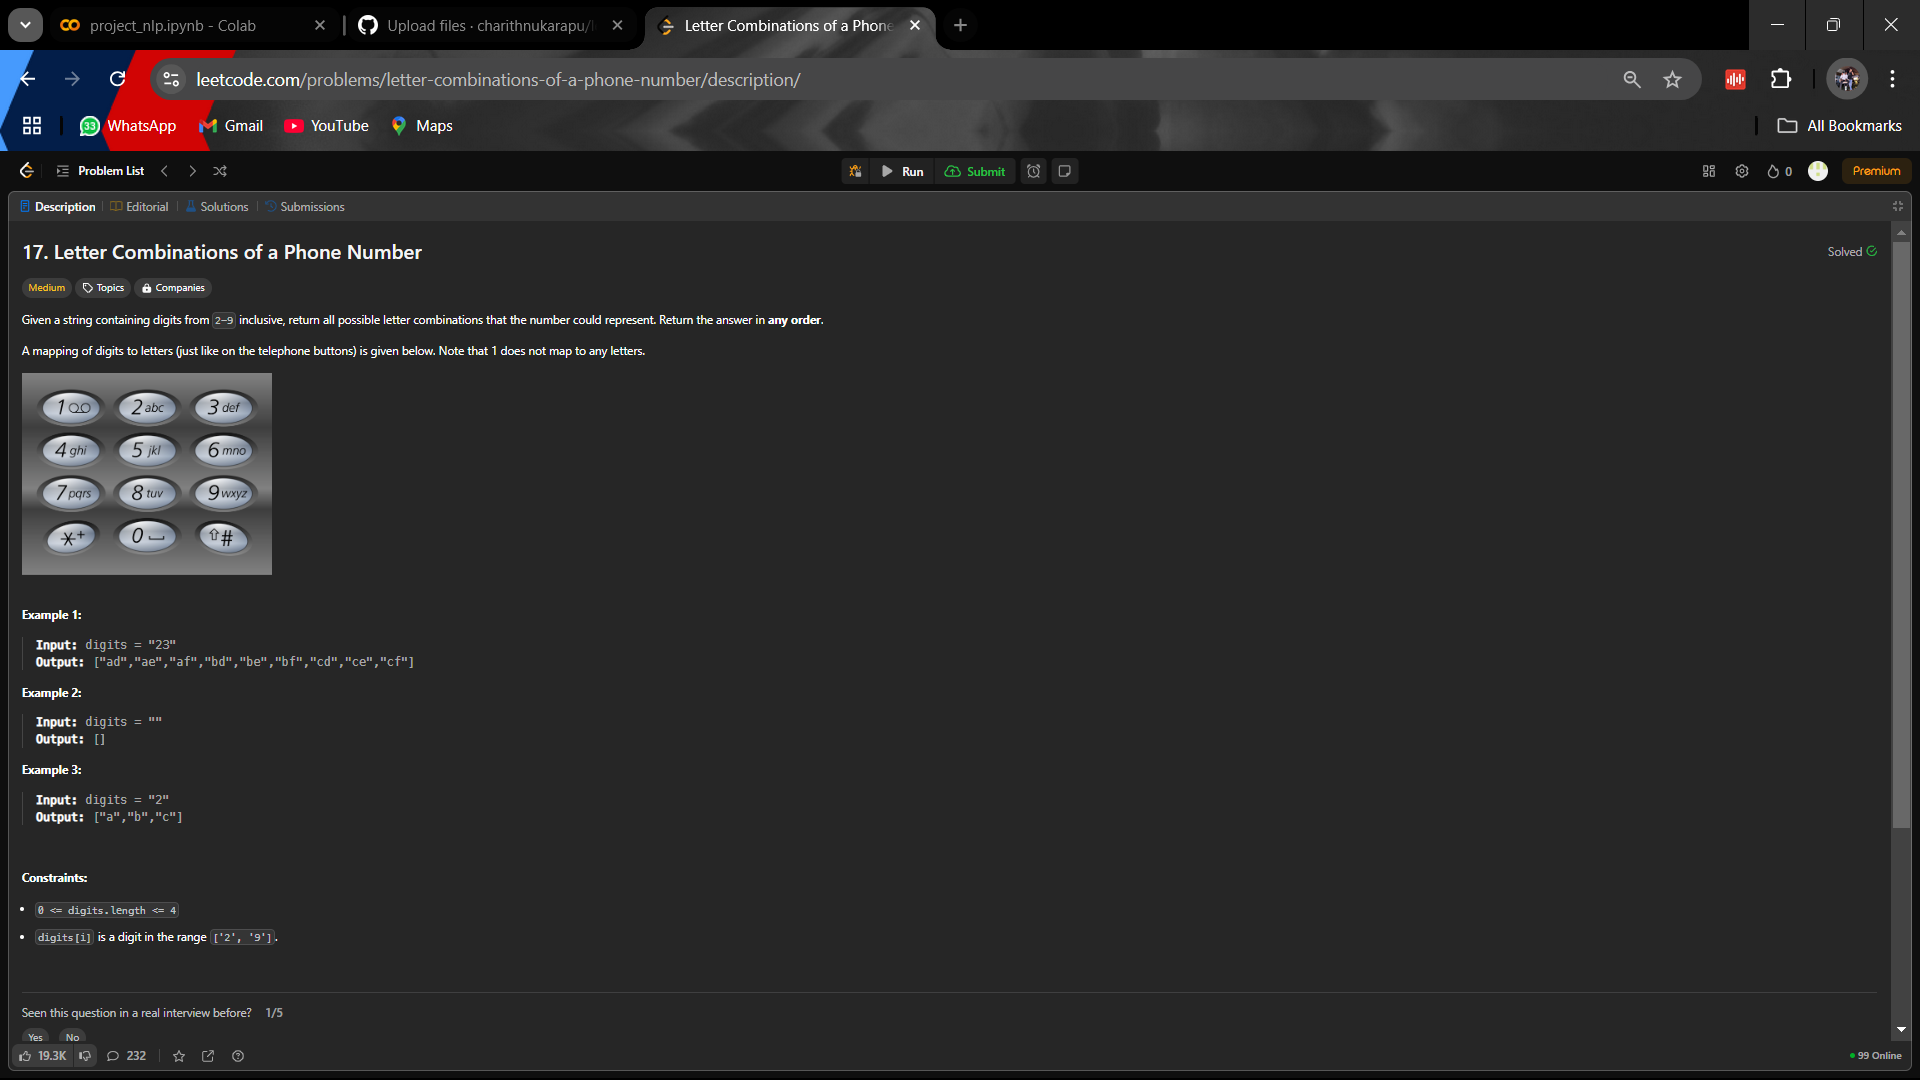 project_nlp.ipynb - Colab
Upload files · charithnukarapu/l
Letter Combinations of a Phone
leetcode.com/problems/letter-combinations-of-a-phone-number/description/
33 WhatsApp Gmail YouTube Maps All Bookmarks
Problem List Run Submit 0 Premium
Description Editorial Solutions Submissions
17. Letter Combinations of a Phone Number
Solved
Medium Topics Companies
Given a string containing digits from 2-9 inclusive, return all possible letter combinations that the number could represent. Return the answer in any order.
A mapping of digits to letters (just like on the telephone buttons) is given below. Note that 1 does not map to any letters.
1 2 abc 3 def
4 ghi 5 jkl 6 mno
7 pqrs 8 tuv 9 wxyz
*+ 0 #
Example 1:
Input: digits = "23"
Output: ["ad","ae","af","bd","be","bf","cd","ce","cf"]
Example 2:
Input: digits = ""
Output: []
Example 3:
Input: digits = "2"
Output: ["a","b","c"]
Constraints:
• 0 <= digits.length <= 4
• digits[i] is a digit in the range ['2', '9'].
Seen this question in a real interview before? 1/5
Yes No
19.3K 232
99 Online